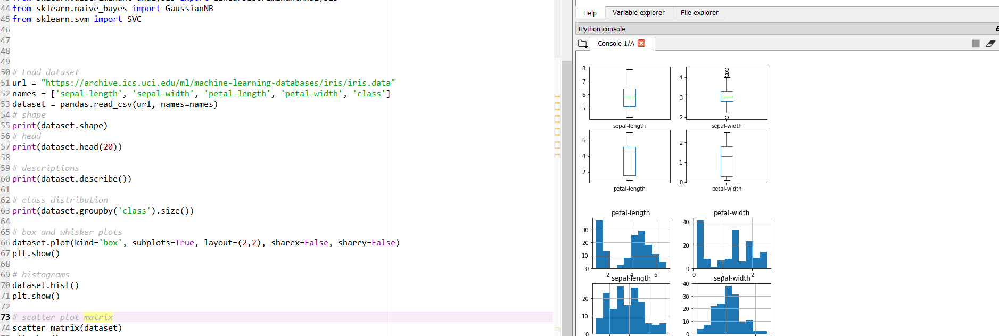 44 from sklearn.naive_bayes import GaussianNB
45 from sklearn.svm import SVC
46
47
48
49
50 # Load dataset
51 url = "https://archive.ics.uci.edu/ml/machine-learning-databases/iris/iris.data"
52 names = ['sepal-length', 'sepal-width', 'petal-length', 'petal-width', 'class']
53 dataset = pandas.read_csv(url, names=names)
54 # shape
55 print(dataset.shape)
56 # head
57 print(dataset.head(20))
58
59 # descriptions
60 print(dataset.describe())
61
62 # class distribution
63 print(dataset.groupby('class').size())
64
65 # box and whisker plots
66 dataset.plot(kind='box', subplots=True, layout=(2,2), sharex=False, sharey=False)
67 plt.show()
68
69 # histograms
70 dataset.hist()
71 plt.show()
72
73 # scatter plot matrix
74 scatter_matrix(dataset)
Help Variable explorer File explorer
IPython console
Console 1/A
8
7
6
5
sepal-length
4
3
2
sepal-width
6
4
2
petal-length
2
1
0
petal-width
petal-length
30
20
10
0
2 4 6
petal-width
40
20
0
0 1 2
sepal-length
20
10
0
sepal-width
40
30
20
10
0